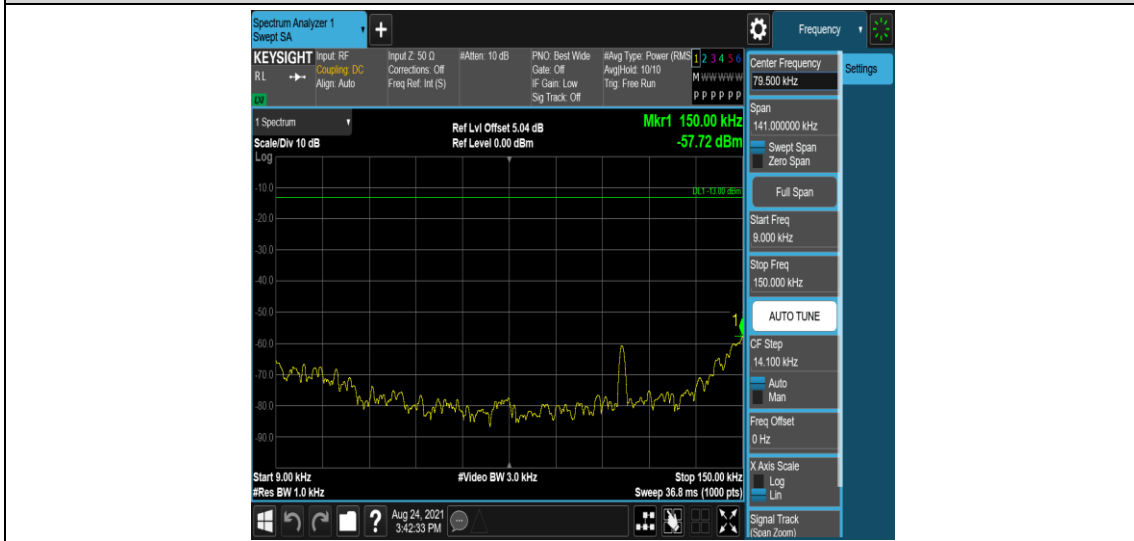 Spectrum Analyzer 1
Swept SA
+
Frequency
KEYSIGHT
R L
LVI
Input: RF
Coupling: DC
Align: Auto
Input Z: 50 Ω
Corrections: Off
Freq Ref: Int (S)
#Atten: 10 dB
PNO: Best Wide
Gate: Off
IF Gain: Low
Sig Track: Off
#Avg Type: Power (RMS
Avg|Hold: 10/10
Trig: Free Run
1 2 3 4 5 6
M W W W W W
P P P P P P
Center Frequency
79.500 kHz
Settings
Span
141.000000 kHz
Swept Span
Zero Span
Full Span
Start Freq
9.000 kHz
Stop Freq
150.000 kHz
AUTO TUNE
CF Step
14.100 kHz
Auto
Man
Freq Offset
0 Hz
X Axis Scale
Log
Lin
Signal Track
(Span Zoom)
1 Spectrum
Scale/Div 10 dB
Log
Ref Lvl Offset 5.04 dB
Ref Level 0.00 dBm
Mkr1 150.00 kHz
-57.72 dBm
DL1 -13.00 dBm
-10.0
-20.0
-30.0
-40.0
-50.0
-60.0
-70.0
-80.0
-90.0
1
Start 9.00 kHz
#Res BW 1.0 kHz
#Video BW 3.0 kHz
Stop 150.00 kHz
Sweep 36.8 ms (1000 pts)
?
Aug 24, 2021
3:42:33 PM